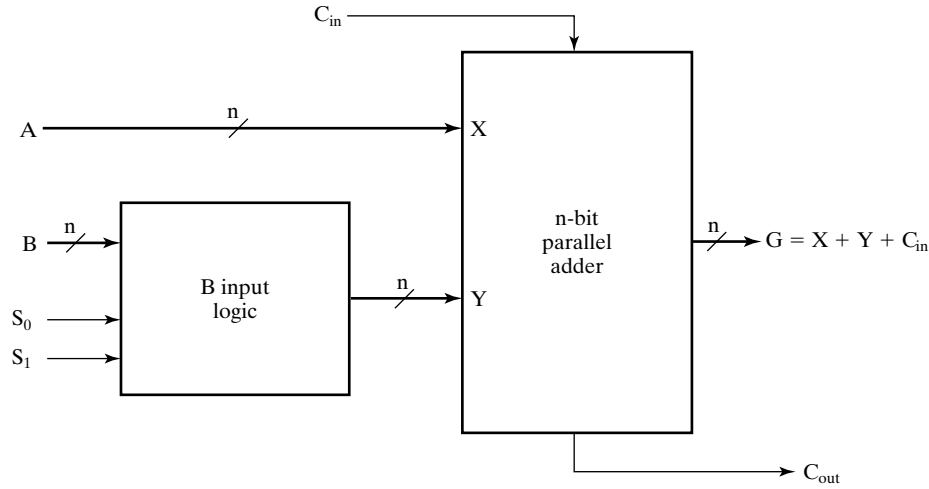 C_in
n
A
X
n
B
n
n-bit
parallel
adder
G = X + Y + C_in
B input
logic
n
Y
S_0
S_1
C_out